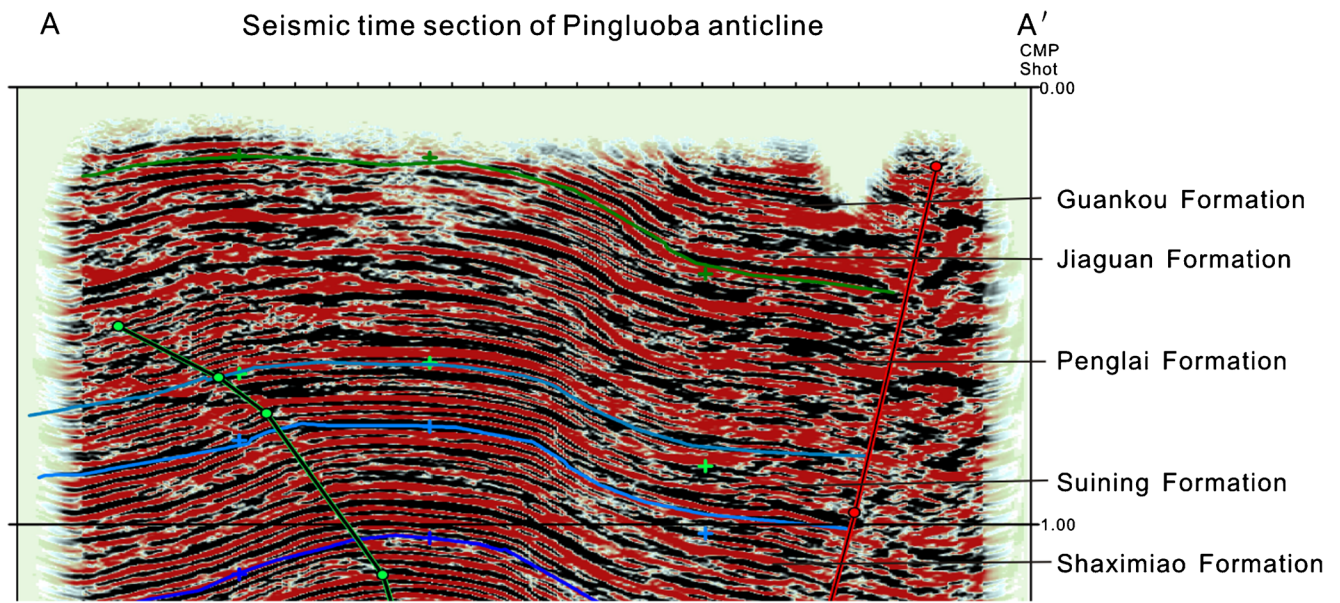 A
Seismic time section of Pingluoba anticline
A′
CMP
Shot
0.00
Guankou Formation
Jiaguan Formation
Penglai Formation
Suining Formation
1.00
Shaximiao Formation